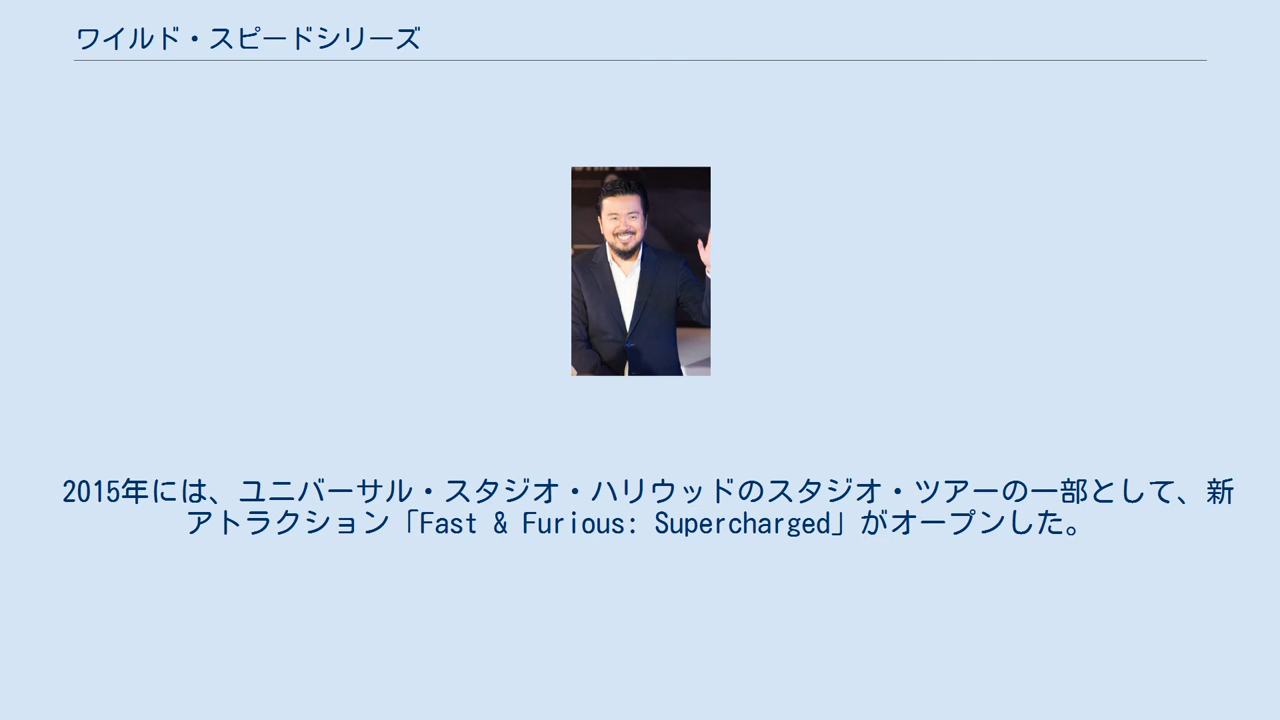 ワイルド・スピードシリーズ
2015年には、ユニバーサル・スタジオ・ハリウッドのスタジオ・ツアーの一部として、新
アトラクション「Fast & Furious: Supercharged」がオープンした。